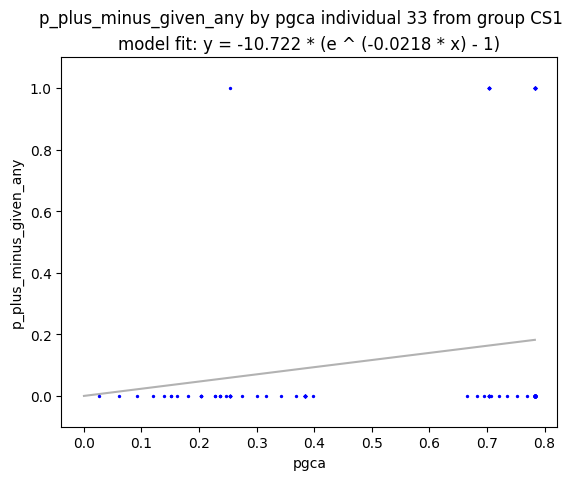 p_plus_minus_given_any by pgca individual 33 from group CS1
model fit: y = -10.722 * (e ^ (-0.0218 * x) - 1)
1.0
0.8
0.6
0.4
0.2
0.0
p_plus_minus_given_any
0.0 0.1 0.2 0.3 0.4 0.5 0.6 0.7 0.8
pgca